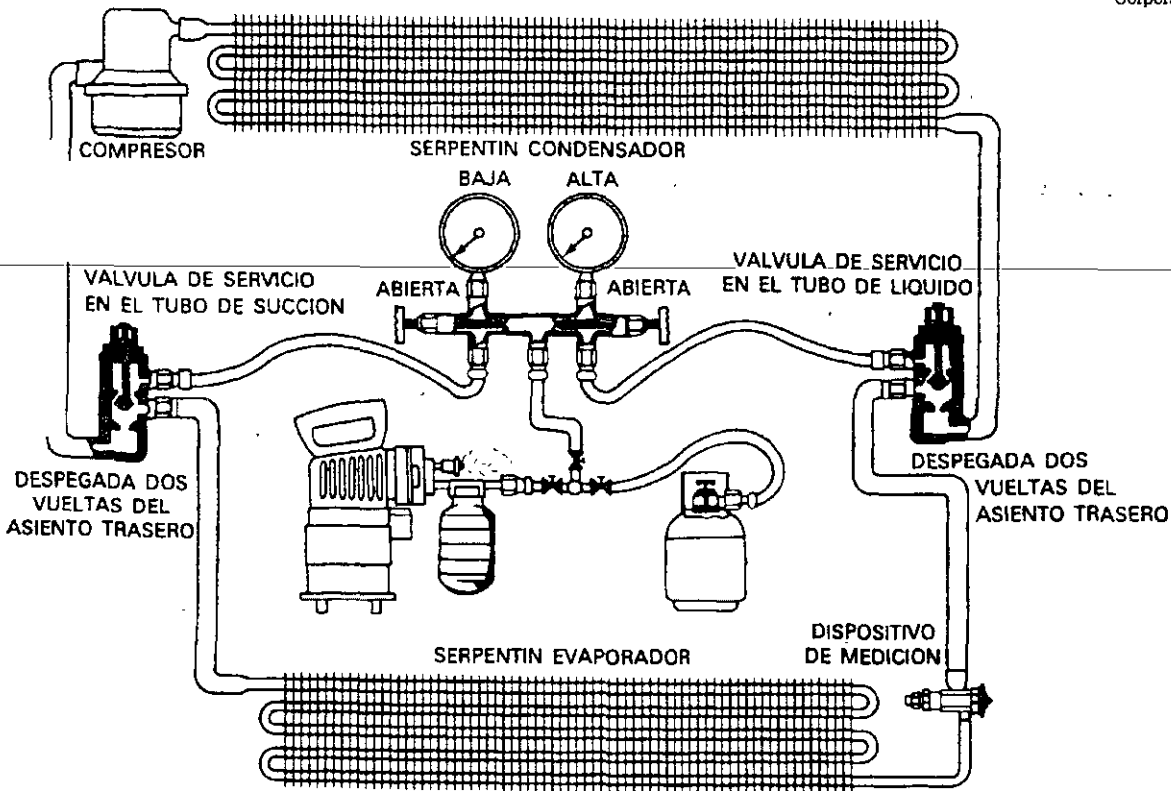 COMPRESOR
SERPENTIN CONDENSADOR
BAJA
ALTA
VALVULA DE SERVICIO
EN EL TUBO DE SUCCION
ABIERTA
ABIERTA
VALVULA DE SERVICIO
EN EL TUBO DE LIQUIDO
DESPEGADA DOS
VUELTAS DEL
ASIENTO TRASERO
DESPEGADA DOS
VUELTAS DEL
ASIENTO TRASERO
SERPENTIN EVAPORADOR
DISPOSITIVO
DE MEDICION